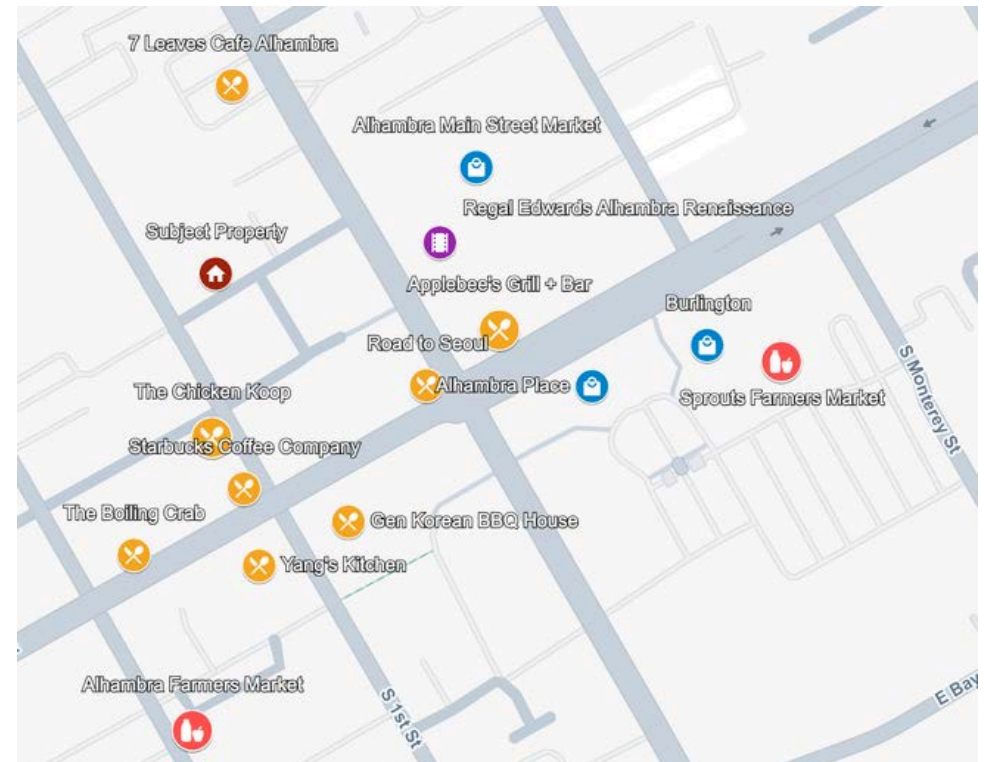 7 Leaves Cafe Alhambra
Alhambra Main Street Market
Regal Edwards Alhambra Renaissance
Subject Property
Applebee's Grill + Bar
Burlington
Road to Seoul
Alhambra Place
The Chicken Koop
Sprouts Farmers Market
S Monterey St
Starbucks Coffee Company
The Boiling Crab
Gen Korean BBQ House
Yang's Kitchen
Alhambra Farmers Market
S 1st St
E Bay